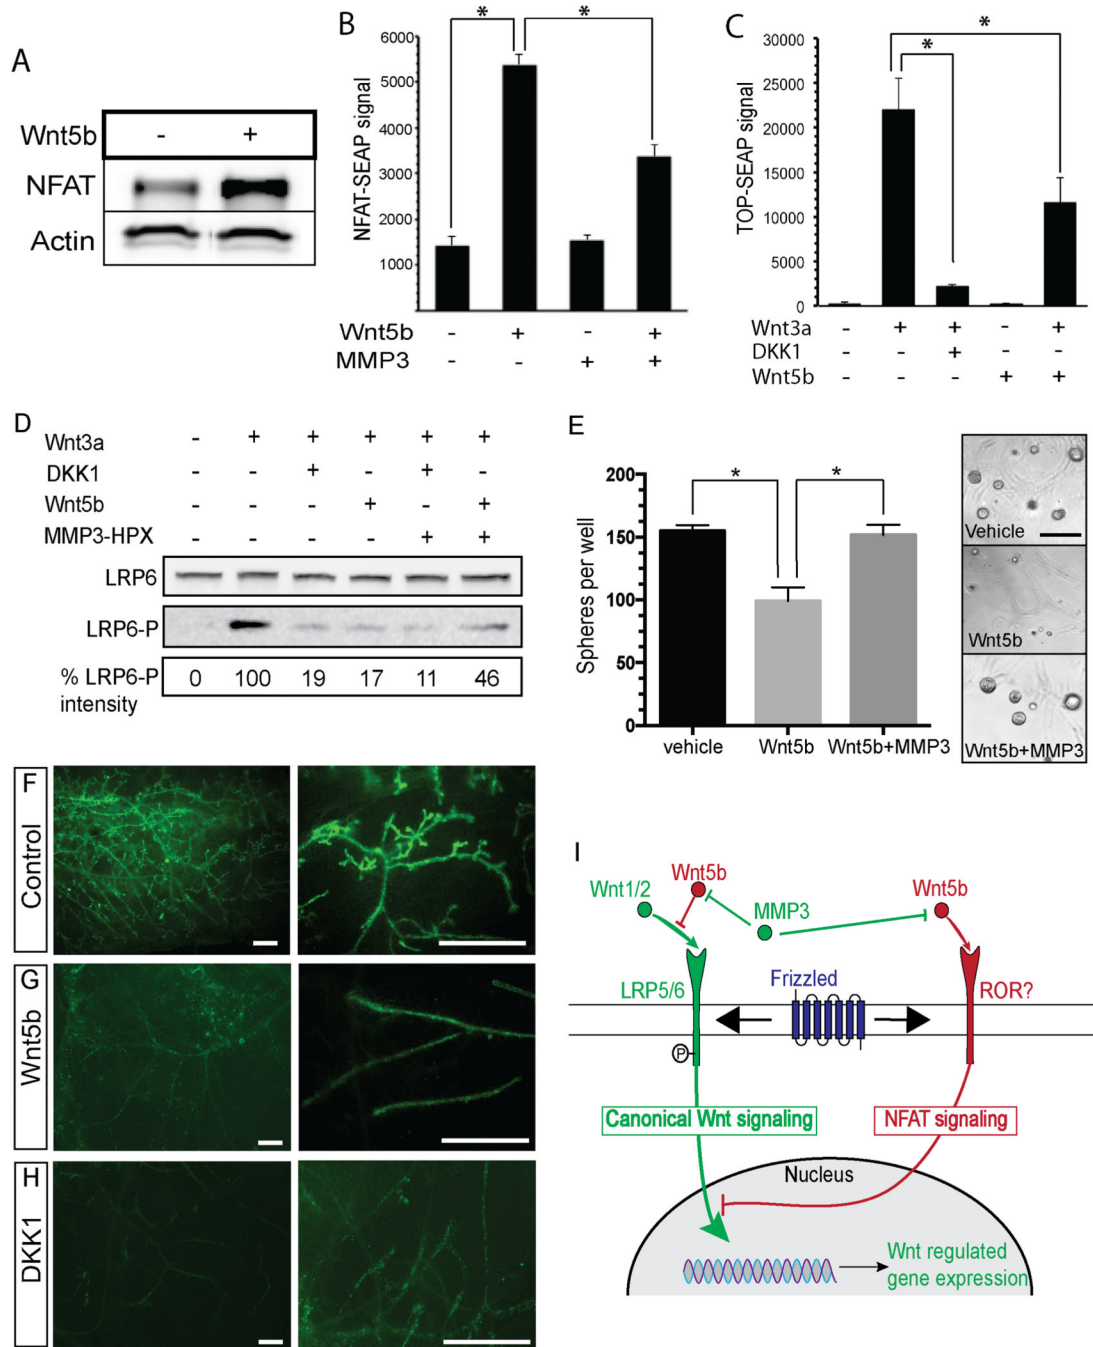 A
Wnt5b - +
NFAT
Actin
B
NFAT-SEAP signal
6000
5000
4000
3000
2000
1000
* *
Wnt5b - + - +
MMP3 - - + +
C
TOP-SEAP signal
30000
25000
20000
15000
10000
5000
0
*
*
Wnt3a - + + - +
DKK1 - - + - -
Wnt5b - - - + +
D
Wnt3a - + + + + +
DKK1 - - + - + -
Wnt5b - - - + - +
MMP3-HPX - - - - + +
LRP6
LRP6-P
% LRP6-P 0 100 19 17 11 46
intensity
E
Spheres per well
200
150
100
50
0
* *
vehicle Wnt5b Wnt5b+MMP3
Vehicle
Wnt5b
Wnt5b+MMP3
F
Control
G
Wnt5b
H
DKK1
I
Wnt1/2
Wnt5b
MMP3
Wnt5b
LRP5/6
Frizzled
ROR?
P
Canonical Wnt signaling
NFAT signaling
Nucleus
Wnt regulated
gene expression